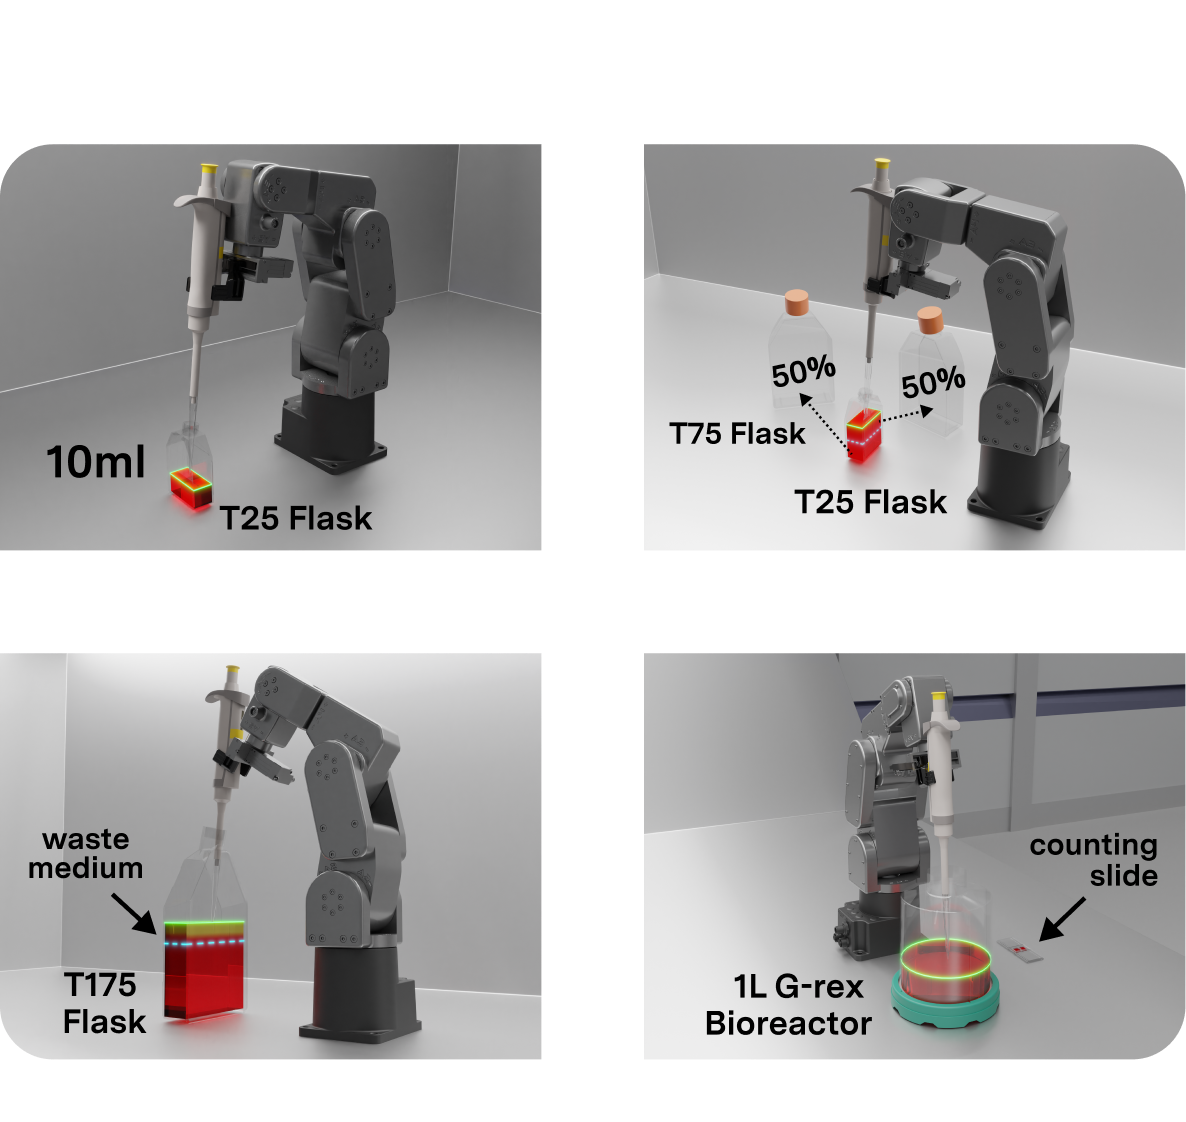 10ml
T25 Flask
50%
50%
T75 Flask
T25 Flask
waste
medium
T175
Flask
counting
slide
1L G-rex
Bioreactor